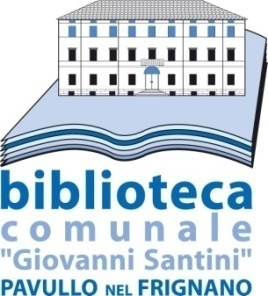 biblioteca
comunale
"Giovanni Santini"
PAVULLO NEL FRIGNANO